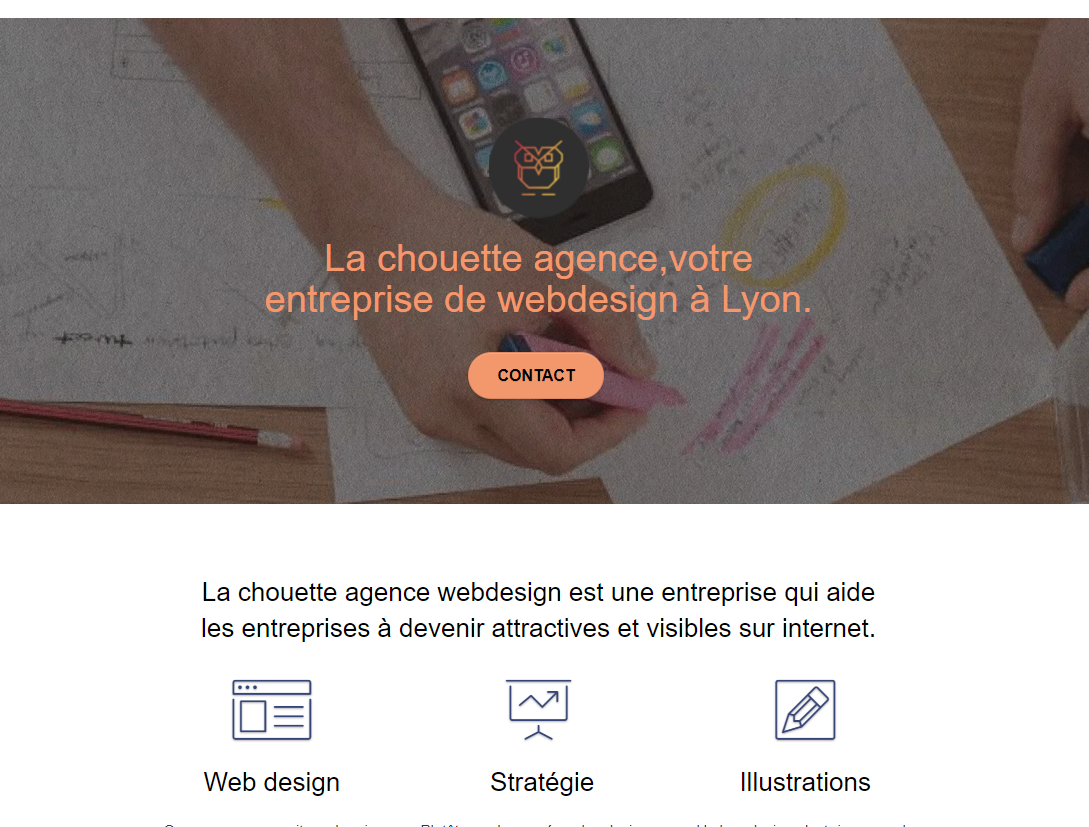 La chouette agence,votre
entreprise de webdesign à Lyon.
CONTACT
La chouette agence webdesign est une entreprise qui aide
les entreprises à devenir attractives et visibles sur internet.
Web design
Stratégie
Illustrations